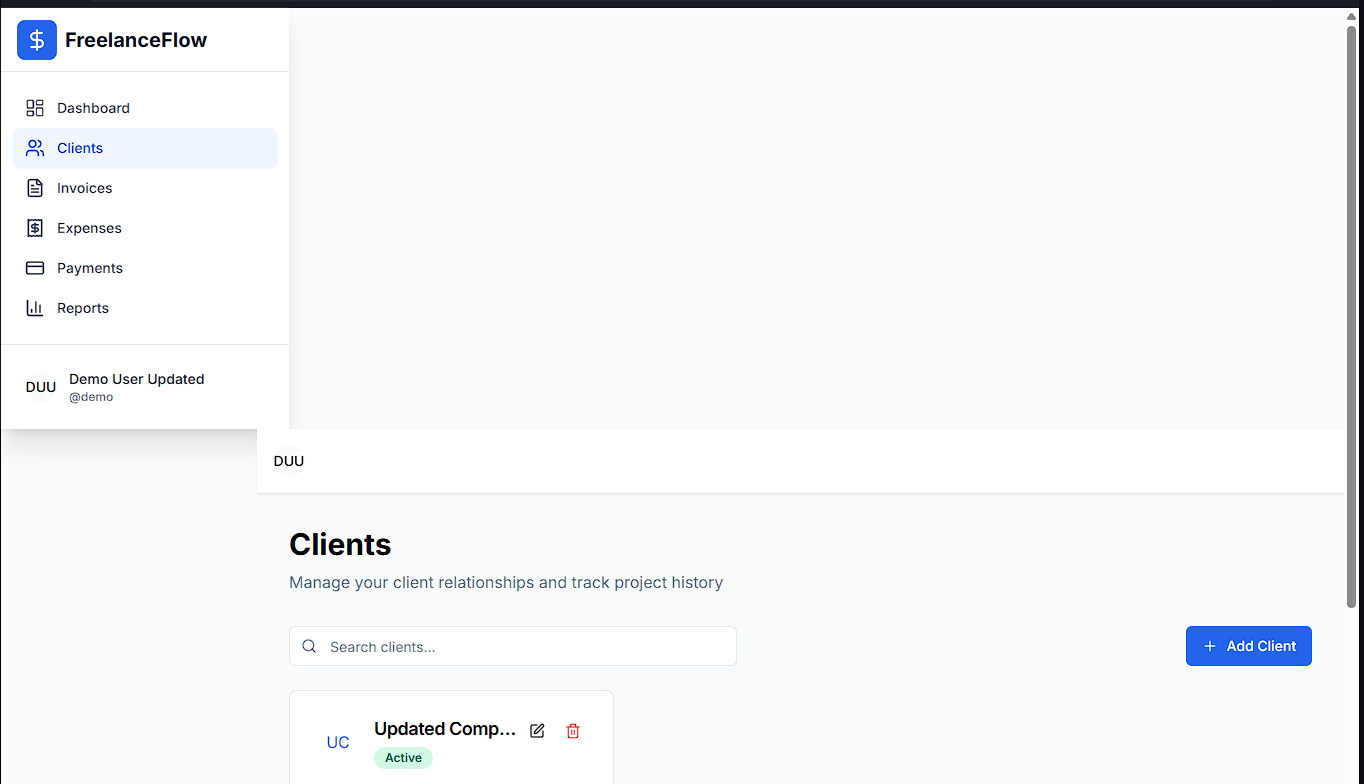 FreelanceFlow
Dashboard
Clients
Invoices
Expenses
Payments
Reports
DUU
Demo User Updated
@demo
DUU
Clients
Manage your client relationships and track project history
Search clients...
Add Client
UC
Updated Comp...
Active